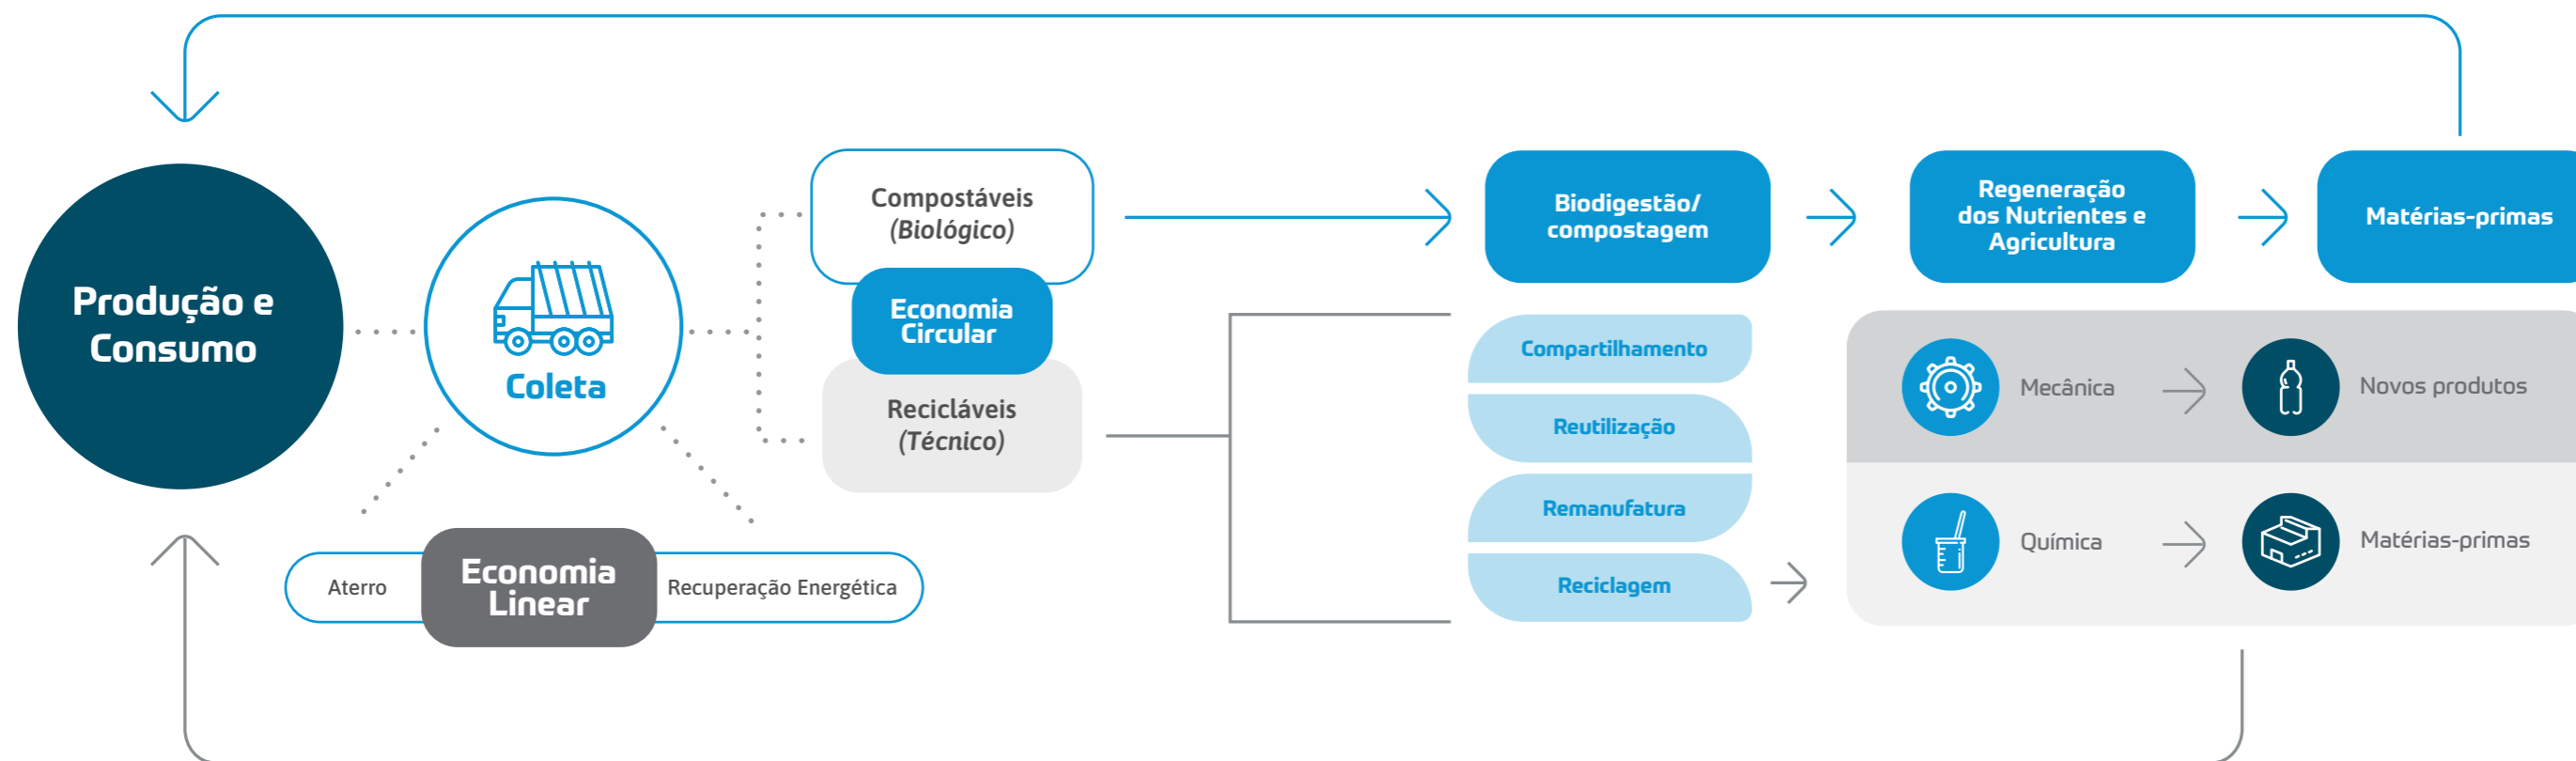 Produção e
Consumo
Coleta
Aterro
Economia
Linear
Recuperação Energética
Compostáveis
(Biológico)
Economia
Circular
Recicláveis
(Técnico)
Biodigestão/
compostagem
Regeneração
dos Nutrientes e
Agricultura
Matérias-primas
Compartilhamento
Reutilização
Remanufatura
Reciclagem
Mecânica
Novos produtos
Química
Matérias-primas